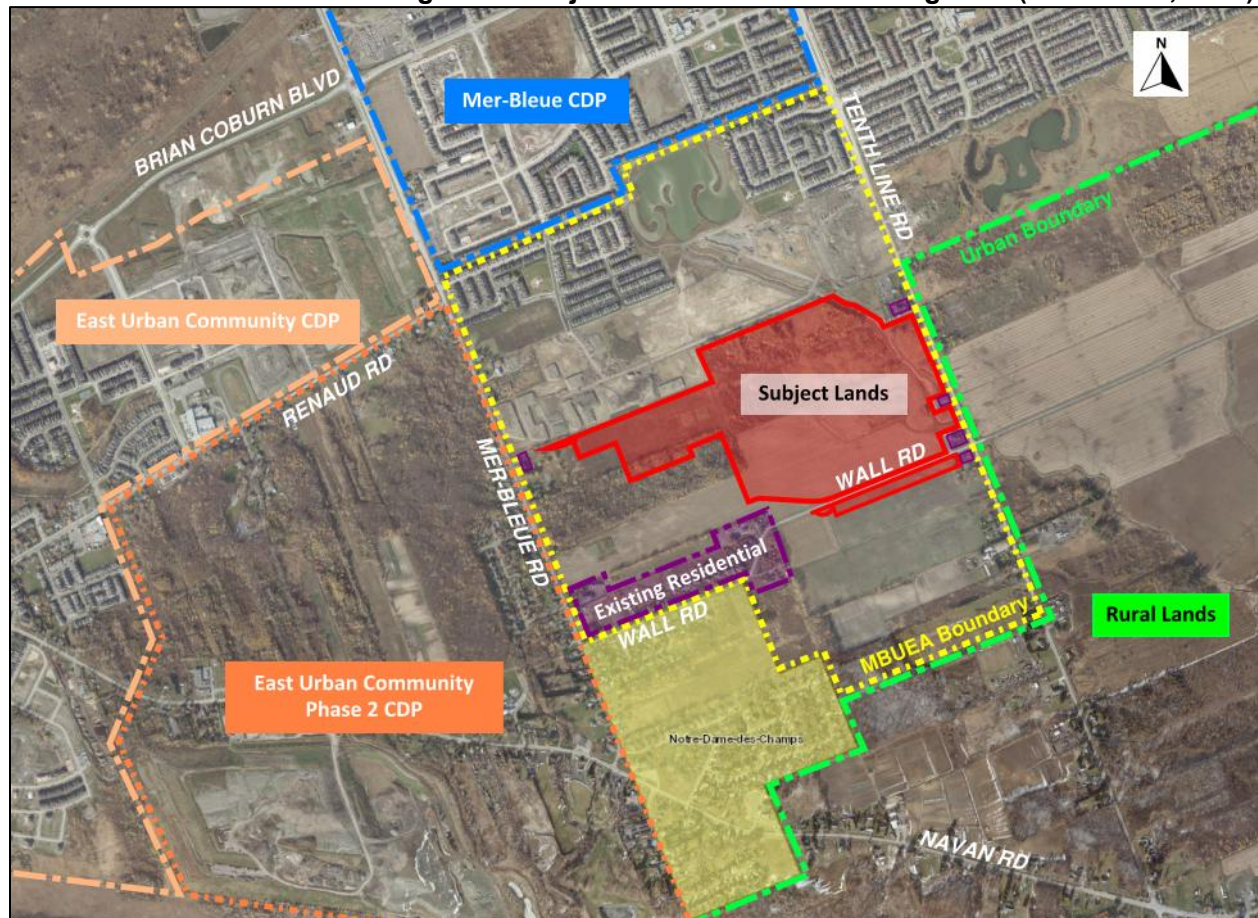 N
Mer-Bleue CDP
BRIAN COBURN BLVD
TENTH LINE RD
Urban Boundary
East Urban Community CDP
RENAUD RD
Subject Lands
WALL RD
MER-BLEUE RD
Existing Residential
WALL RD
MBUEA Boundary
Rural Lands
East Urban Community
Phase 2 CDP
Notre-Dame-des-Champs
NAVAN RD